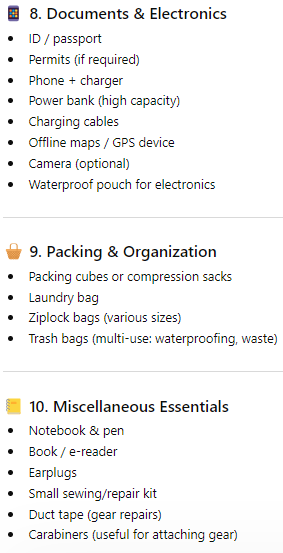 8. Documents & Electronics
ID / passport
Permits (if required)
Phone + charger
Power bank (high capacity)
Charging cables
Offline maps / GPS device
Camera (optional)
Waterproof pouch for electronics
9. Packing & Organization
Packing cubes or compression sacks
Laundry bag
Ziplock bags (various sizes)
Trash bags (multi-use: waterproofing, waste)
10. Miscellaneous Essentials
Notebook & pen
Book / e-reader
Earplugs
Small sewing/repair kit
Duct tape (gear repairs)
Carabiners (useful for attaching gear)